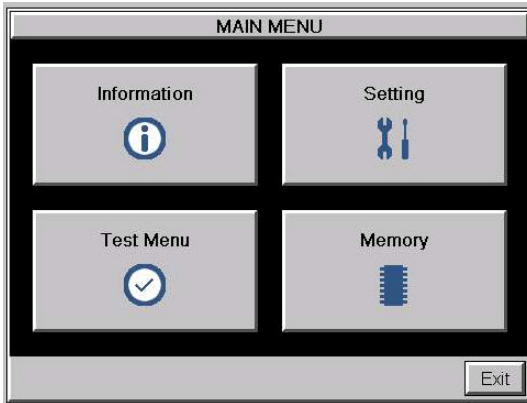 MAIN MENU
Information
Setting
Test Menu
Memory
Exit